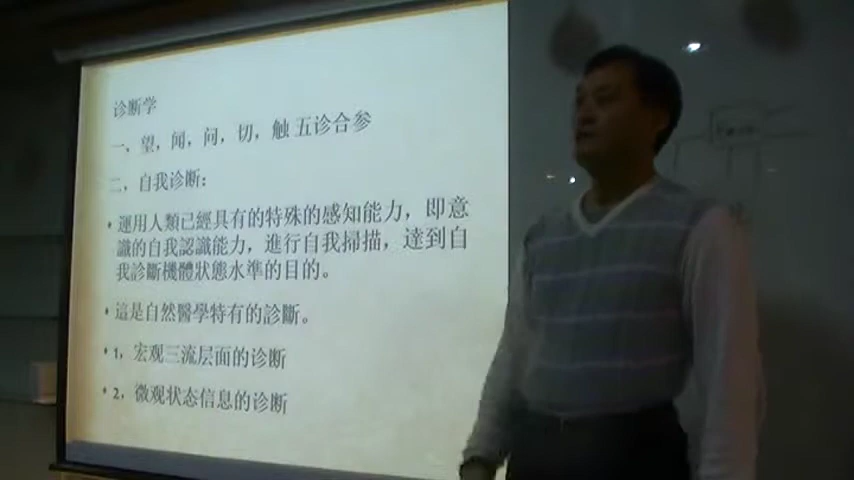 诊断学
一、望，闻，问，切，触 五诊合参
二、自我诊断：
• 運用人類已經具有的特殊的感知能力，即意
識的自我認識能力，進行自我掃描，達到自
我診斷機體狀態水準的目的。
• 這是自然醫學特有的診斷。
• 1，宏观三流层面的诊断
• 2，微观状态信息的诊断